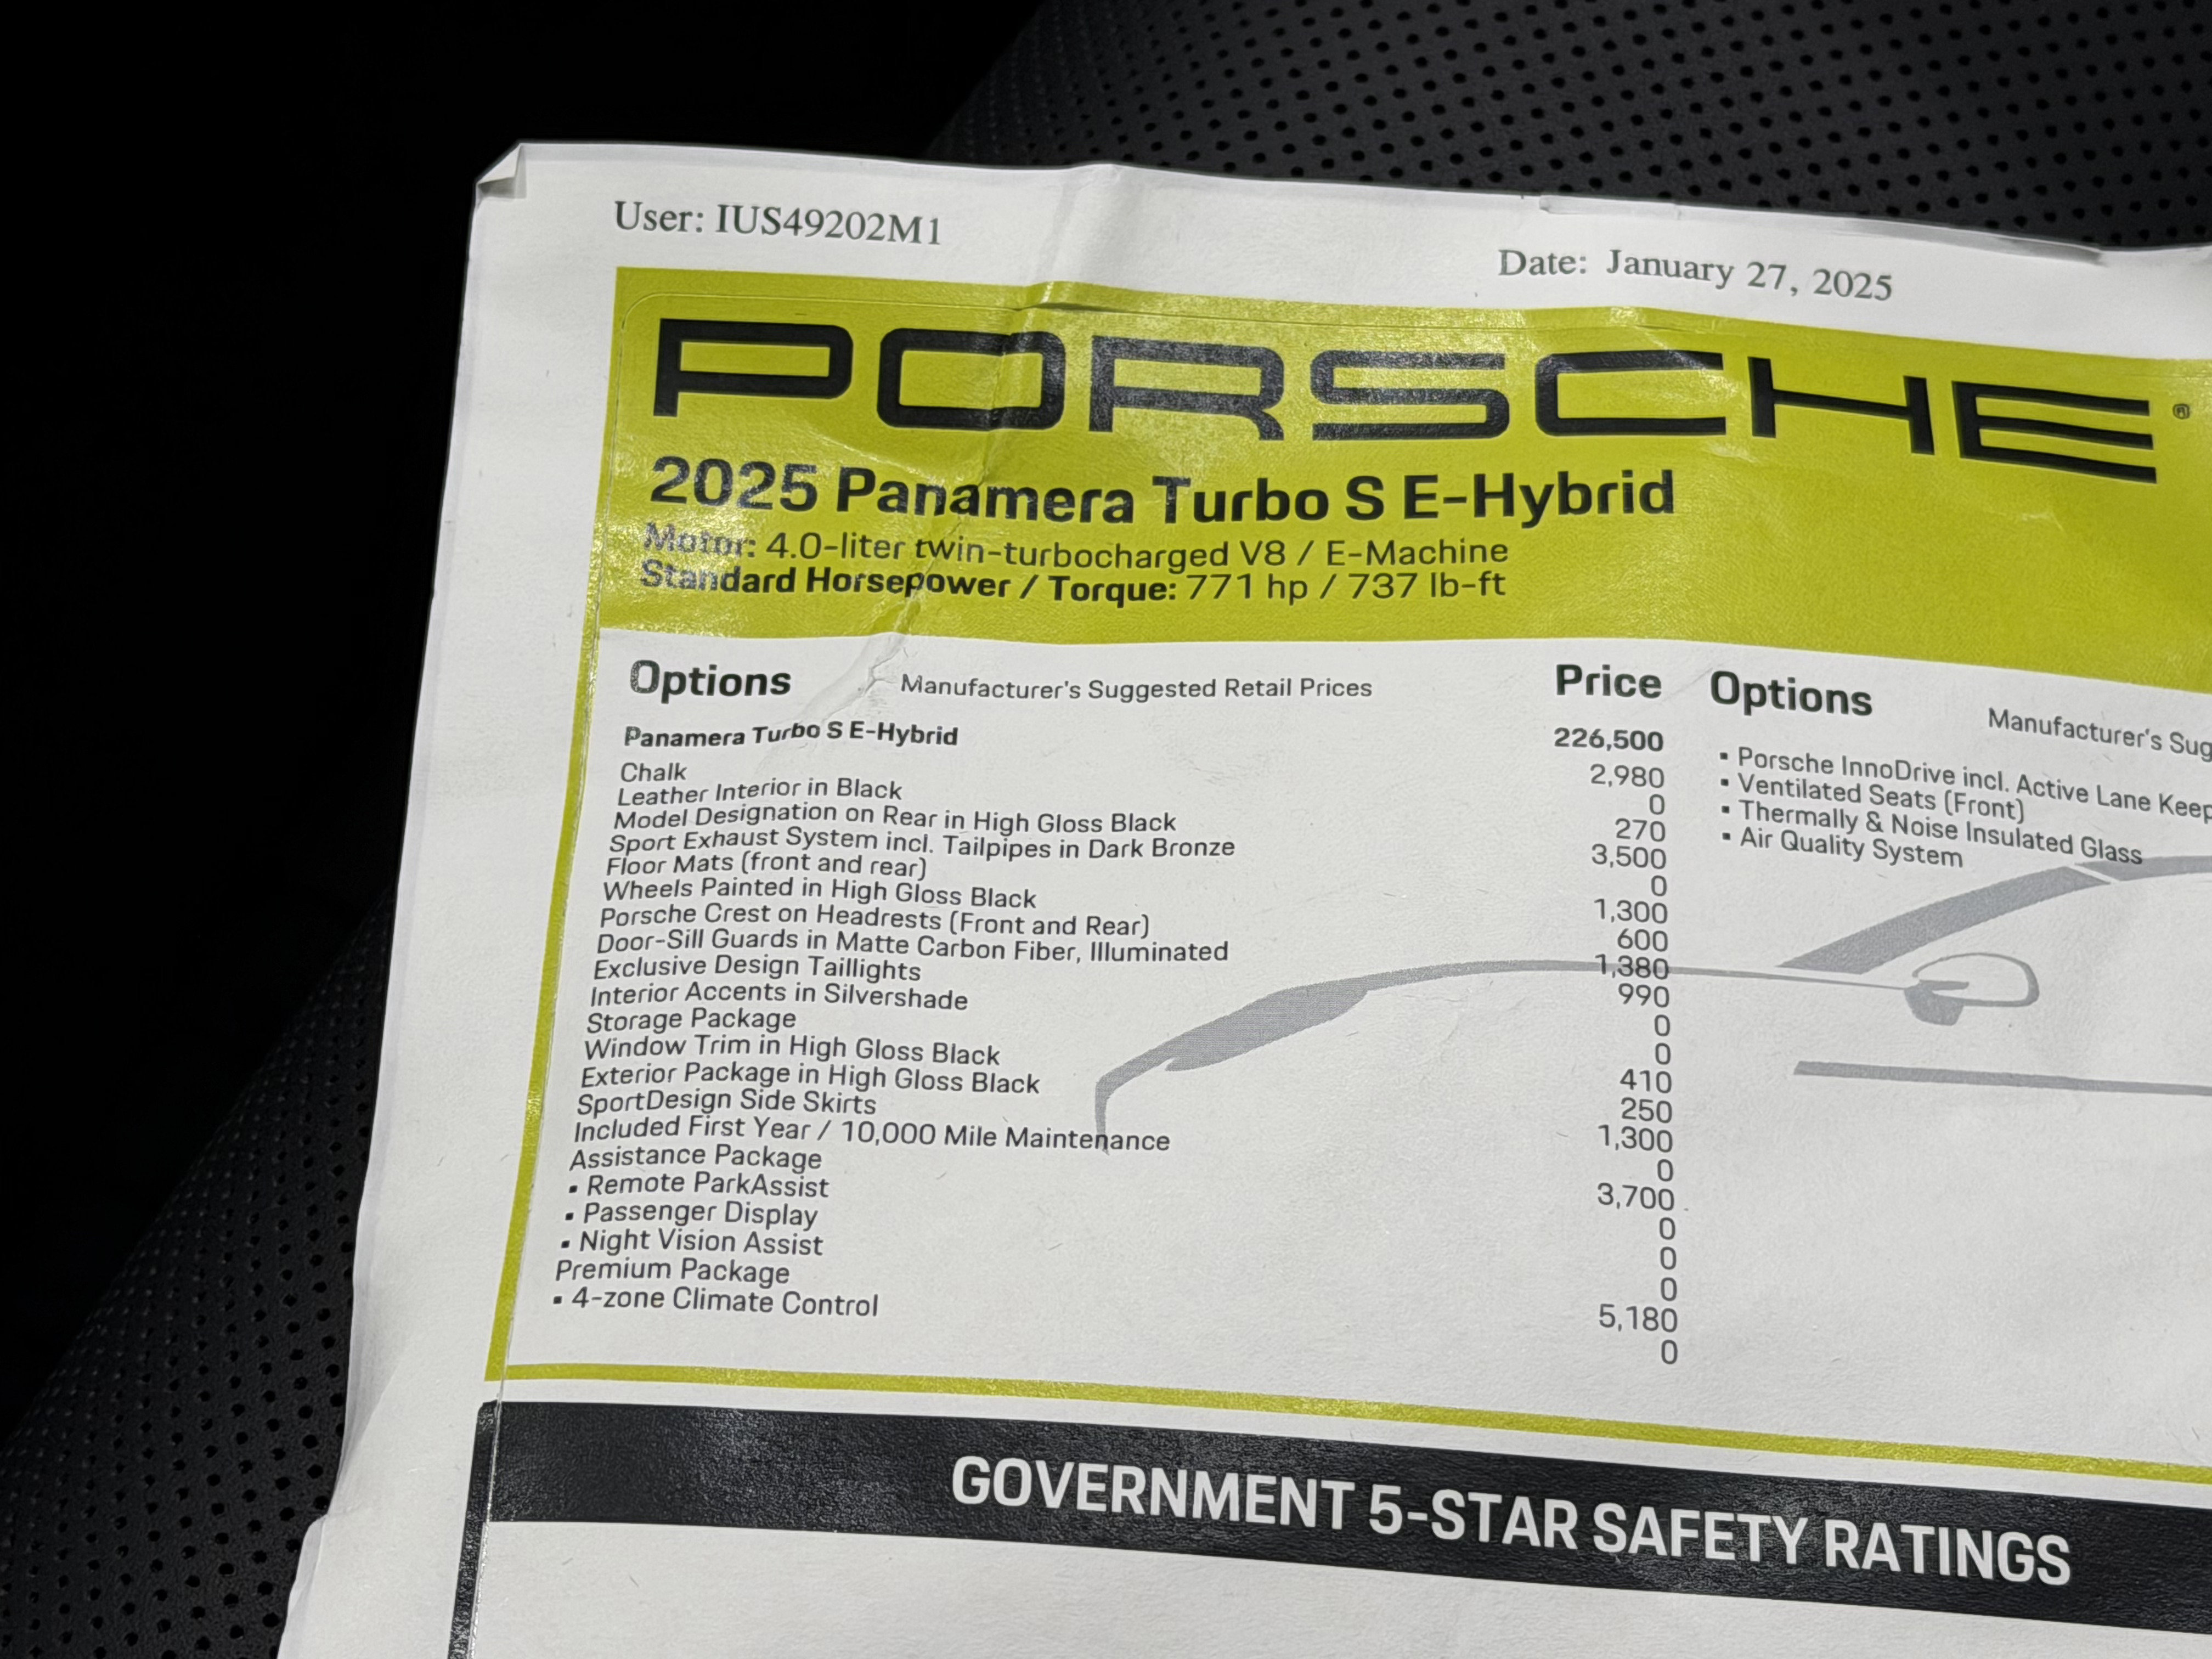 User: IUS49202M1
Date: January 27, 2025
PORSCHE®
2025 Panamera Turbo S E-Hybrid
Motor: 4.0-liter twin-turbocharged V8 / E-Machine
Standard Horsepower / Torque: 771 hp / 737 lb-ft
Options Manufacturer's Suggested Retail Prices Price
Panamera Turbo S E-Hybrid 226,500
Chalk 2,980
Leather Interior in Black 0
Model Designation on Rear in High Gloss Black 270
Sport Exhaust System incl. Tailpipes in Dark Bronze 3,500
Floor Mats (front and rear) 0
Wheels Painted in High Gloss Black 1,300
Porsche Crest on Headrests (Front and Rear) 600
Door-Sill Guards in Matte Carbon Fiber, Illuminated 1,380
Exclusive Design Taillights 990
Interior Accents in Silvershade 0
Storage Package 0
Window Trim in High Gloss Black 410
Exterior Package in High Gloss Black 250
SportDesign Side Skirts 1,300
Included First Year / 10,000 Mile Maintenance 0
Assistance Package 3,700
▪ Remote ParkAssist 0
▪ Passenger Display 0
▪ Night Vision Assist 0
Premium Package 5,180
▪ 4-zone Climate Control 0
Options Manufacturer's Sug
▪ Porsche InnoDrive incl. Active Lane Keep
▪ Ventilated Seats (Front)
▪ Thermally & Noise Insulated Glass
▪ Air Quality System
GOVERNMENT 5-STAR SAFETY RATINGS